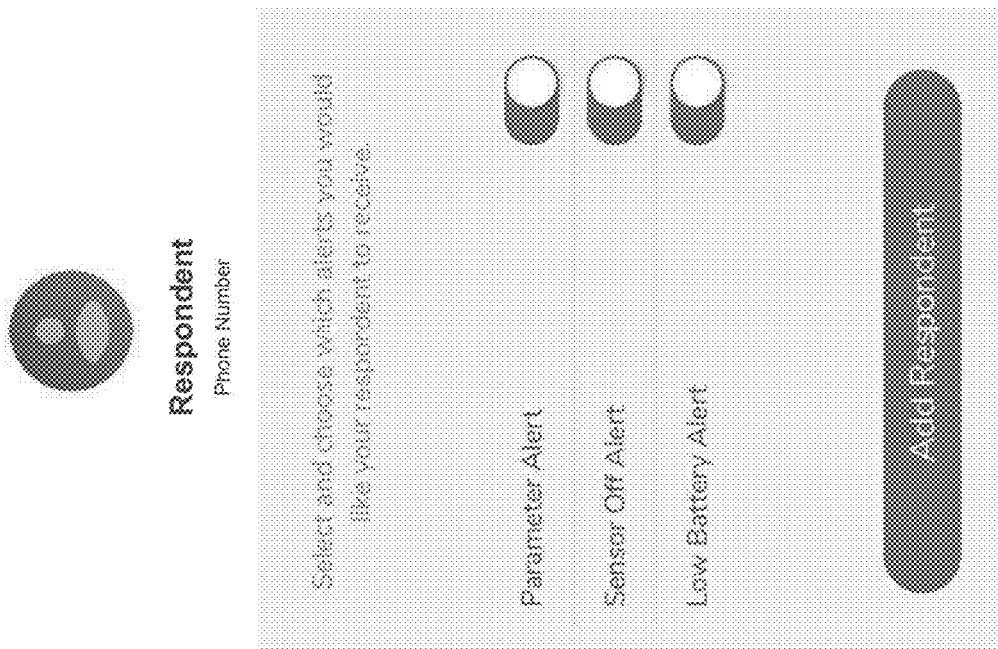 Respondent
Phone Number
Select and choose which alerts you would
like your respondent to receive.
Parameter Alert
Sensor Off Alert
Low Battery Alert
Add Respondent